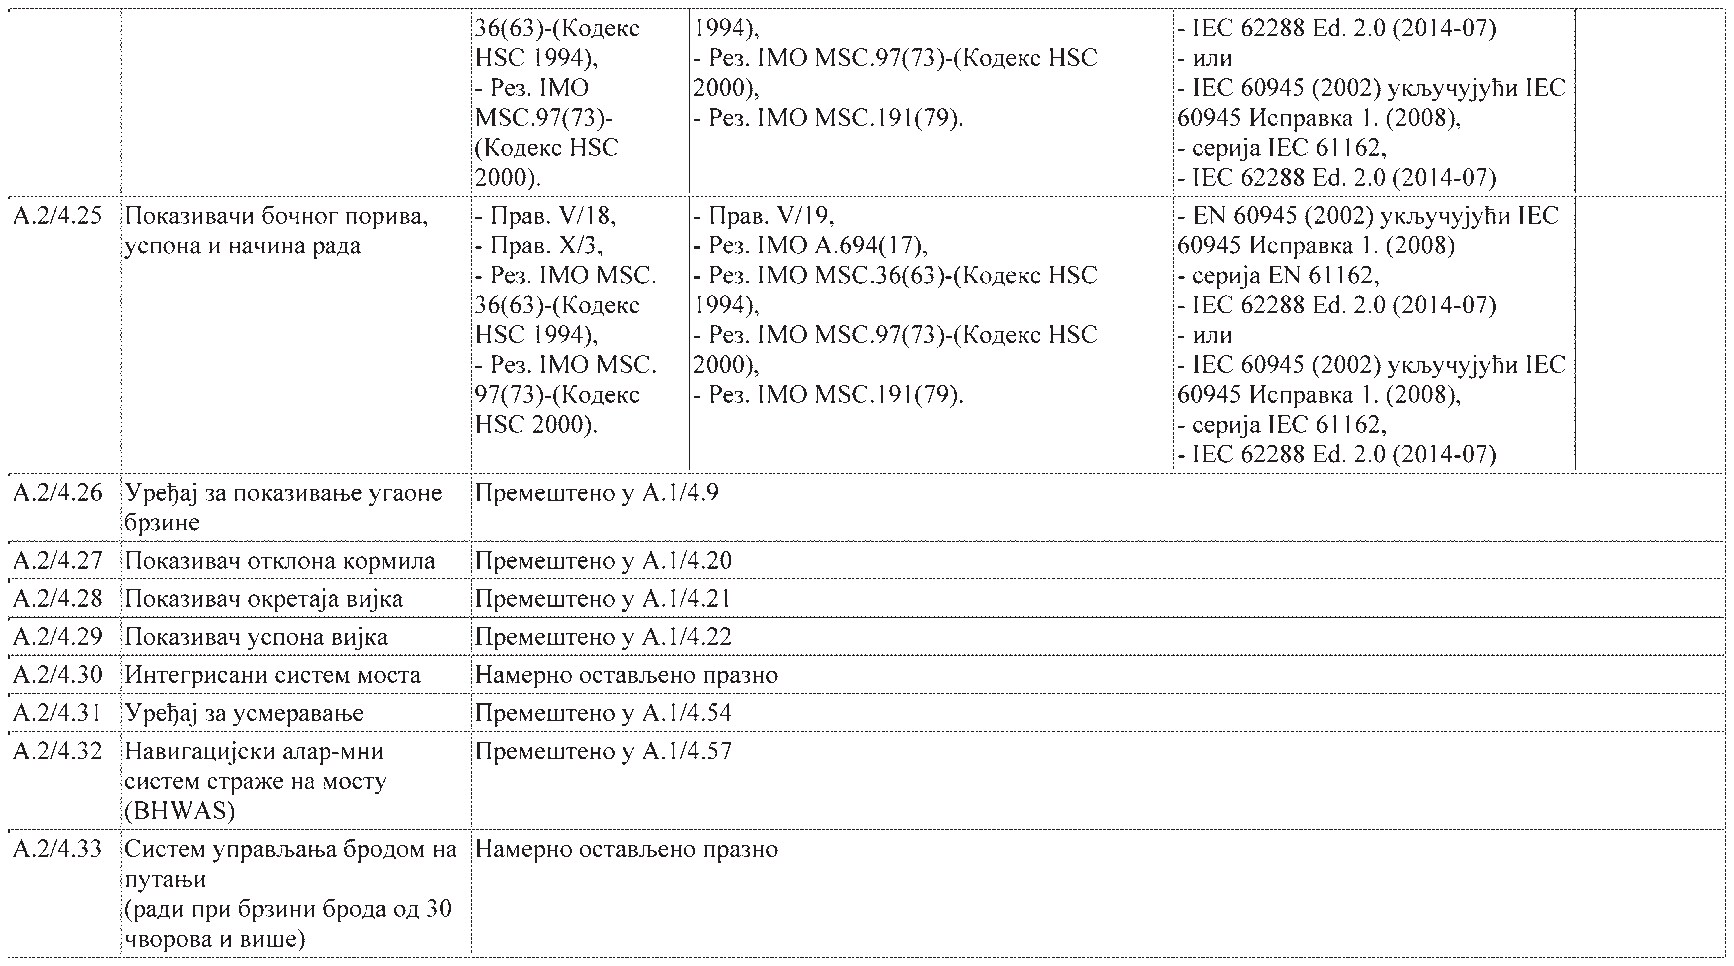 36(63)-(Кодекс
HSC 1994),
- Рез. IMO
MSC.97(73)-
(Кодекс HSC
2000).
1994),
- Рез. IMO MSC.97(73)-(Кодекс HSC
2000),
- Рез. IMO MSC.191(79).
- IEC 62288 Ed. 2.0 (2014-07)
- или
- IEC 60945 (2002) укључујући IEC
60945 Исправка 1. (2008),
- серија IEC 61162,
- IEC 62288 Ed. 2.0 (2014-07)
А.2/4.25
Показивачи бочног порива,
успона и начина рада
- Прав. V/18,
- Прав. X/3,
- Рез. IMO MSC.
36(63)-(Кодекс
HSC 1994),
- Рез. IMO MSC.
97(73)-(Кодекс
HSC 2000).
- Прав. V/19,
- Рез. IMO А.694(17),
- Рез. IMO MSC.36(63)-(Кодекс HSC
1994),
- Рез. IMO MSC.97(73)-(Кодекс HSC
2000),
- Рез. IMO MSC.191(79).
- EN 60945 (2002) укључујући IEC
60945 Исправка 1. (2008)
- серија EN 61162,
- IEC 62288 Ed. 2.0 (2014-07)
- или
- IEC 60945 (2002) укључујући IEC
60945 Исправка 1. (2008),
- серија IEC 61162,
- IEC 62288 Ed. 2.0 (2014-07)
А.2/4.26
Уређај за показивање угаоне
брзине
Премештено у А.1/4.9
А.2/4.27
Показивач отклона кормила
Премештено у А.1/4.20
А.2/4.28
Показивач окретаја вијка
Премештено у А.1/4.21
А.2/4.29
Показивач успона вијка
Премештено у А.1/4.22
А.2/4.30
Интегрисани систем моста
Намерно остављено празно
А.2/4.31
Уређај за усмеравање
Премештено у А.1/4.54
А.2/4.32
Навигацијски алар-мни
систем страже на мосту
(BHWAS)
Премештено у А.1/4.57
А.2/4.33
Систем управљања бродом на
путањи
(ради при брзини брода од 30
чворова и више)
Намерно остављено празно